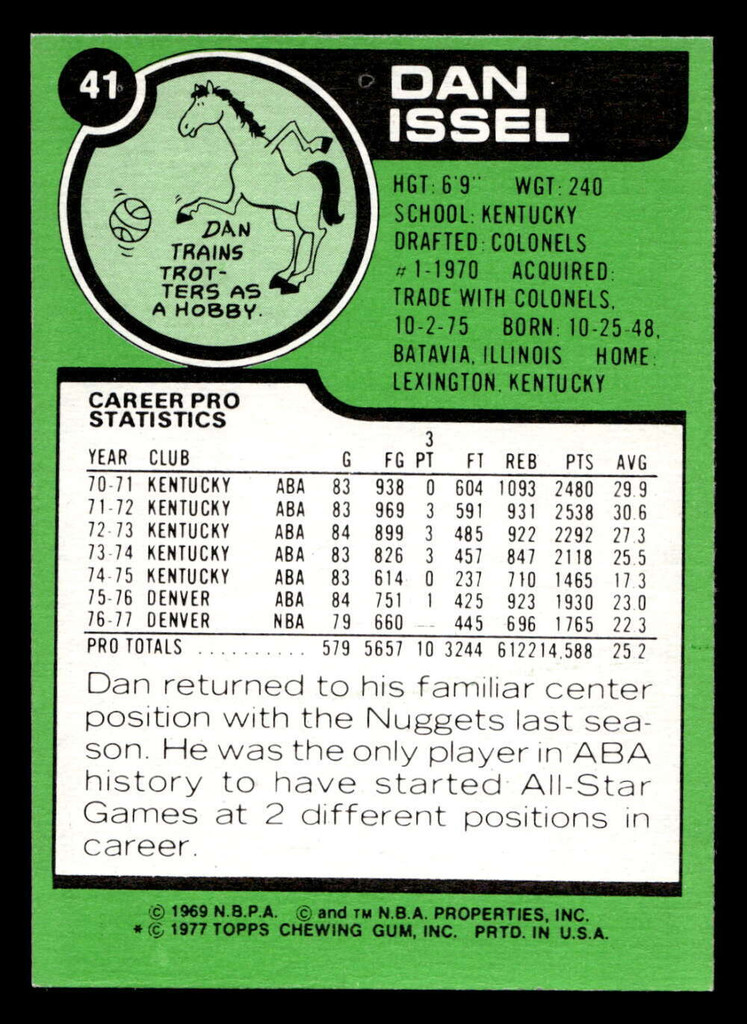 41
DAN
ISSEL
DAN
TRAINS
TROT-
TERS AS
A HOBBY.
HGT: 6'9" WGT: 240
SCHOOL: KENTUCKY
DRAFTED: COLONELS
#1-1970 ACQUIRED:
TRADE WITH COLONELS,
10-2-75 BORN: 10-25-48,
BATAVIA, ILLINOIS HOME:
LEXINGTON, KENTUCKY
CAREER PRO
STATISTICS
3
YEAR CLUB G FG PT FT REB PTS AVG
70-71 KENTUCKY ABA 83 938 0 604 1093 2480 29.9
71-72 KENTUCKY ABA 83 969 3 591 931 2538 30.6
72-73 KENTUCKY ABA 84 899 3 485 922 2292 27.3
73-74 KENTUCKY ABA 83 826 3 457 847 2118 25.5
74-75 KENTUCKY ABA 83 614 0 237 710 1465 17.3
75-76 DENVER ABA 84 751 1 425 923 1930 23.0
76-77 DENVER NBA 79 660 — 445 696 1765 22.3
PRO TOTALS .......... 579 5657 10 3244 6122 14,588 25.2
Dan returned to his familiar center
position with the Nuggets last sea-
son. He was the only player in ABA
history to have started All-Star
Games at 2 different positions in
career.
© 1969 N.B.P.A. © and TM N.B.A. PROPERTIES, INC.
* © 1977 TOPPS CHEWING GUM, INC. PRTD. IN U.S.A.